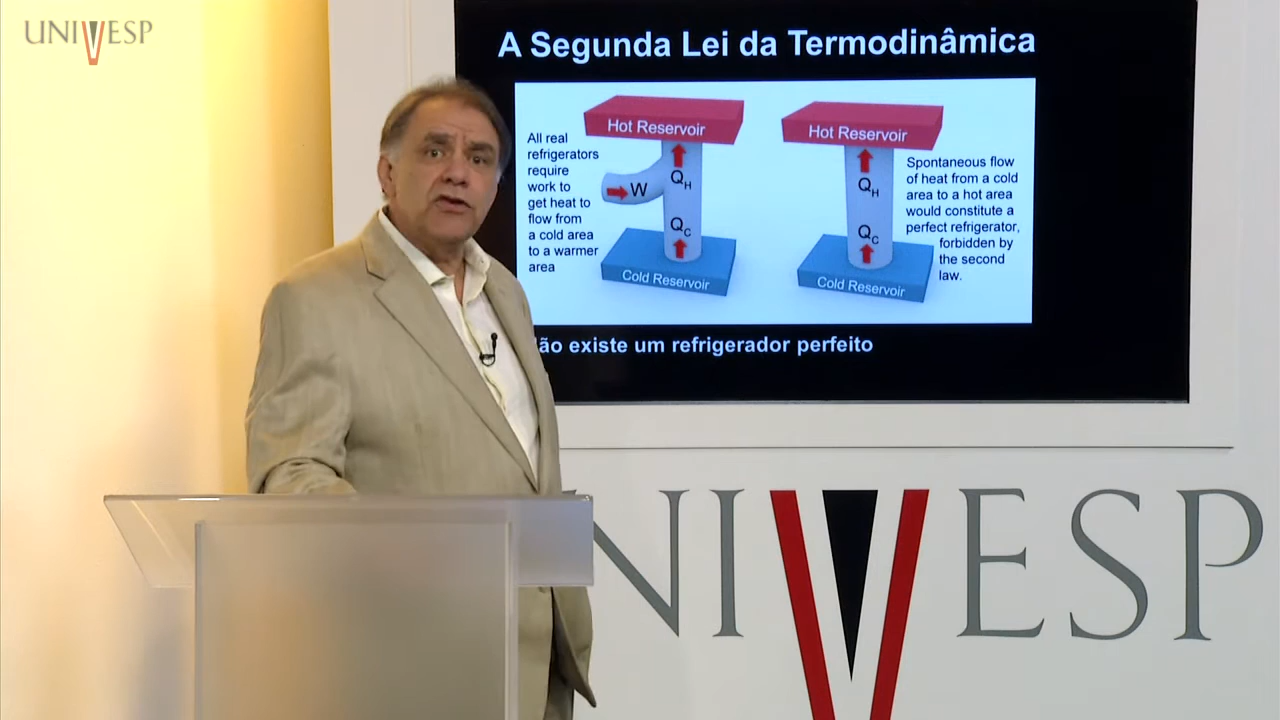 UNIVESP
A Segunda Lei da Termodinâmica
All real
refrigerators
require
work to
get heat to
flow from
a cold area
to a warmer
area
Hot Reservoir
W
QH
QC
Cold Reservoir
Hot Reservoir
QH
QC
Cold Reservoir
Spontaneous flow
of heat from a cold
area to a hot area
would constitute a
perfect refrigerator,
forbidden by
the second
law.
ão existe um refrigerador perfeito
NIVESP